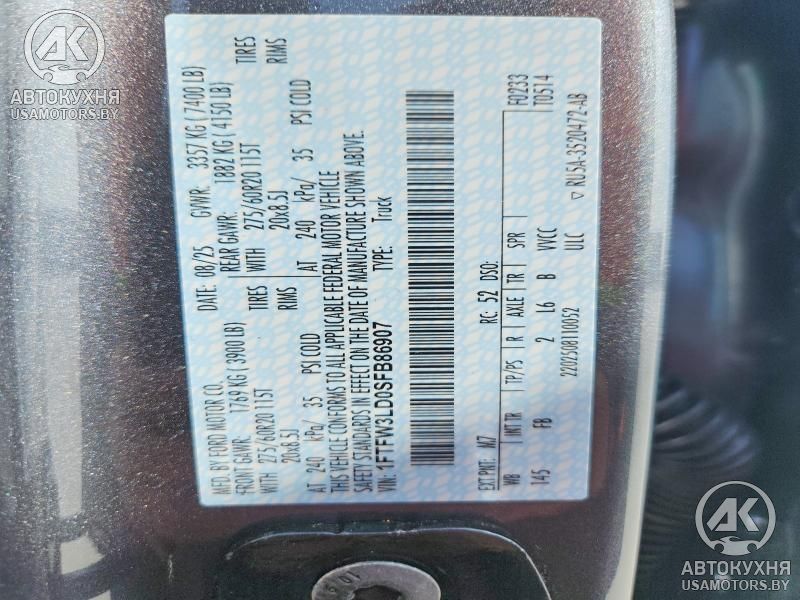 MFD. BY FORD MOTOR CO.
DATE: 08/25 GVWR: 3357 KG ( 7400 LB)
FRONT GAWR: 1769 KG ( 3900 LB) REAR GAWR: 1882 KG ( 4150 LB)
WITH 275/60R20 115T TIRES WITH 275/60R20 115T TIRES
20x8.5J RIMS 20x8.5J RIMS
AT 240 kPa/ 35 PSI COLD AT 240 kPa/ 35 PSI COLD
THIS VEHICLE CONFORMS TO ALL APPLICABLE FEDERAL MOTOR VEHICLE
SAFETY STANDARDS IN EFFECT ON THE DATE OF MANUFACTURE SHOWN ABOVE.
VIN: 1FTFW3LD0SFB86907
TYPE: Truck
F0233
T0514
EXT PNT: M7 RC: 52 DSO:
WB INT TR TP/PS R AXLE TR SPR
145 FB 2 L6 B VVCC
2202508110052 ULC ▽ RU5A-3520472-AB
АК
АВТОКУХНЯ
USAMOTORS.BY
АК
АВТОКУХНЯ
USAMOTORS.BY